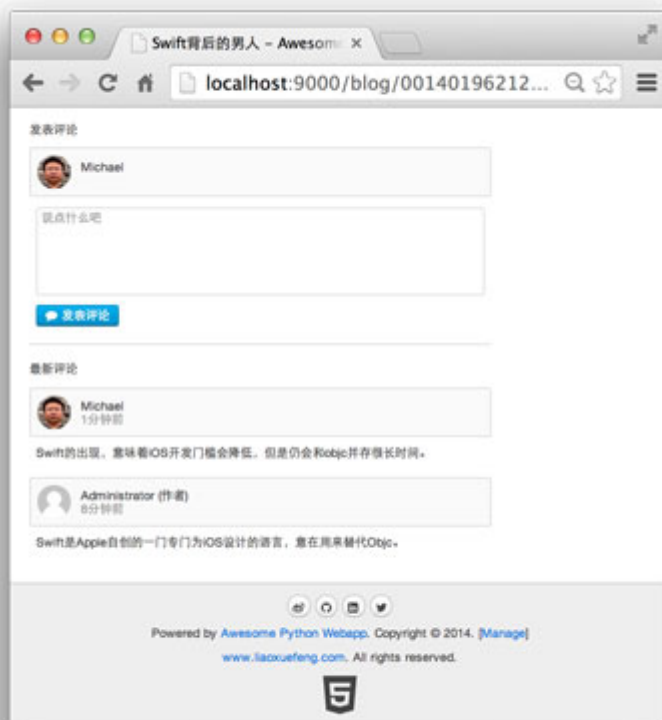 Swift背后的男人 – Awesom
localhost:9000/blog/00140196212...
发表评论
Michael
说点什么吧
发表评论
最新评论
Michael
1分钟前
Swift的出现，意味着iOS开发门槛会降低，但是仍会和objc并存很长时间。
Administrator (作者)
8分钟前
Swift是Apple自创的一门专门为iOS设计的语言，意在用来替代Objc。
Powered by Awesome Python Webapp. Copyright © 2014. [Manage]
www.liaoxuefeng.com. All rights reserved.